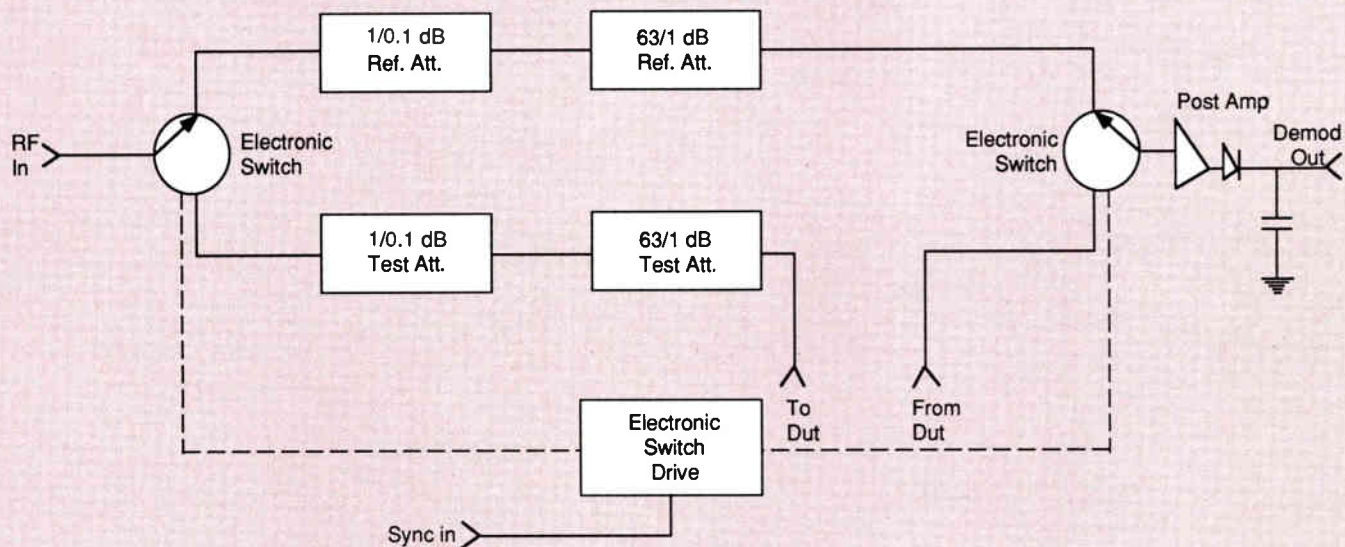 1/0.1 dB
Ref. Att.
63/1 dB
Ref. Att.
RF
In
Electronic
Switch
Electronic
Switch
Post Amp
Demod
Out
1/0.1 dB
Test Att.
63/1 dB
Test Att.
To
Dut
From
Dut
Electronic
Switch
Drive
Sync in